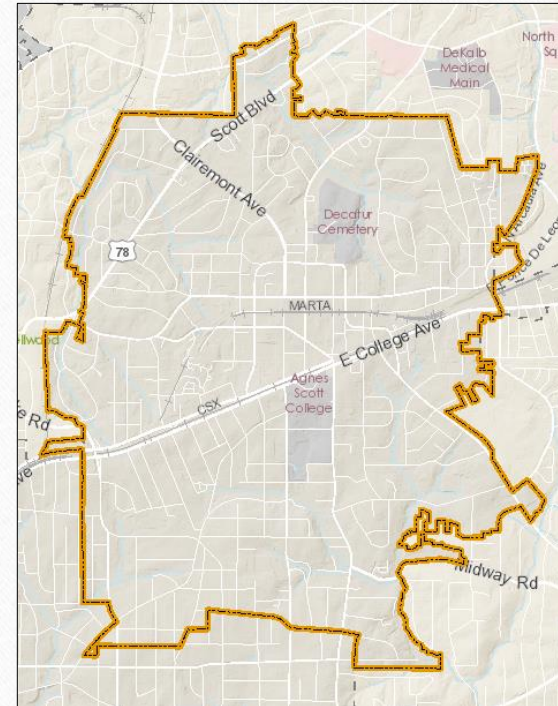 North
Sq
DeKalb
Medical
Main
Scott Blvd
Clairemont Ave
Decatur
Cemetery
78
MARTA
E College Ave
Agnes
Scott
College
CSX
Rd
Midway Rd